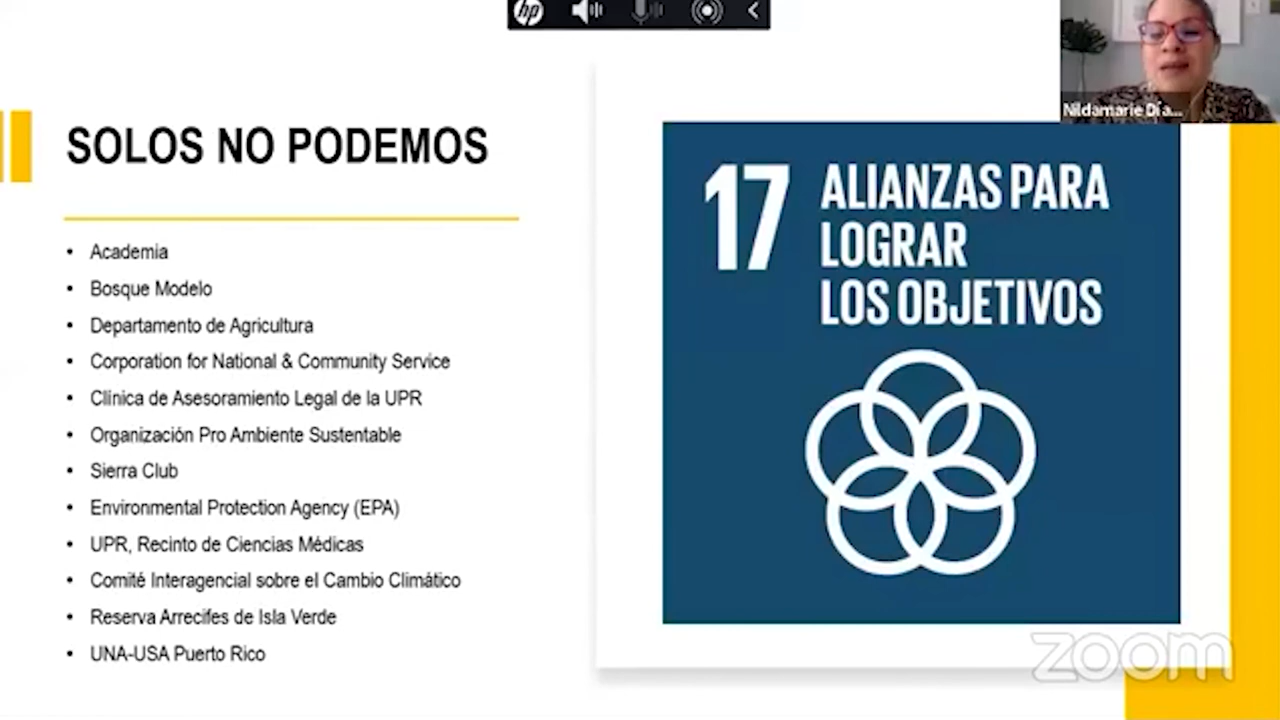 hp
Nildamarie Día...
SOLOS NO PODEMOS
• Academia
• Bosque Modelo
• Departamento de Agricultura
• Corporation for National & Community Service
• Clínica de Asesoramiento Legal de la UPR
• Organización Pro Ambiente Sustentable
• Sierra Club
• Environmental Protection Agency (EPA)
• UPR, Recinto de Ciencias Médicas
• Comité Interagencial sobre el Cambio Climático
• Reserva Arrecifes de Isla Verde
• UNA-USA Puerto Rico
17 ALIANZAS PARA
LOGRAR
LOS OBJETIVOS
zoom